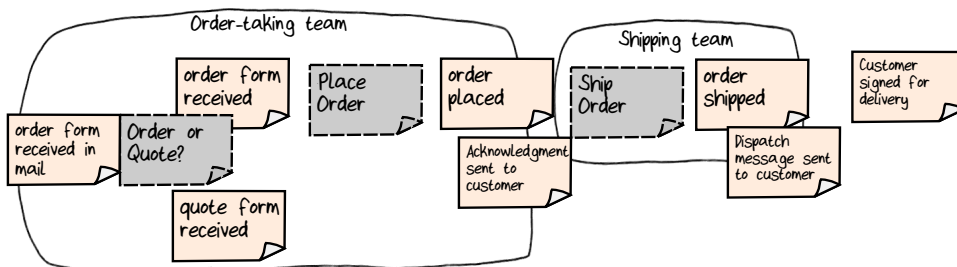 Order-taking team
Shipping team
order form
received
Place
Order
order
placed
Ship
Order
order
shipped
Customer
signed for
delivery
order form
received in
mail
Order or
Quote?
Acknowledgment
sent to
customer
Dispatch
message sent
to customer
quote form
received